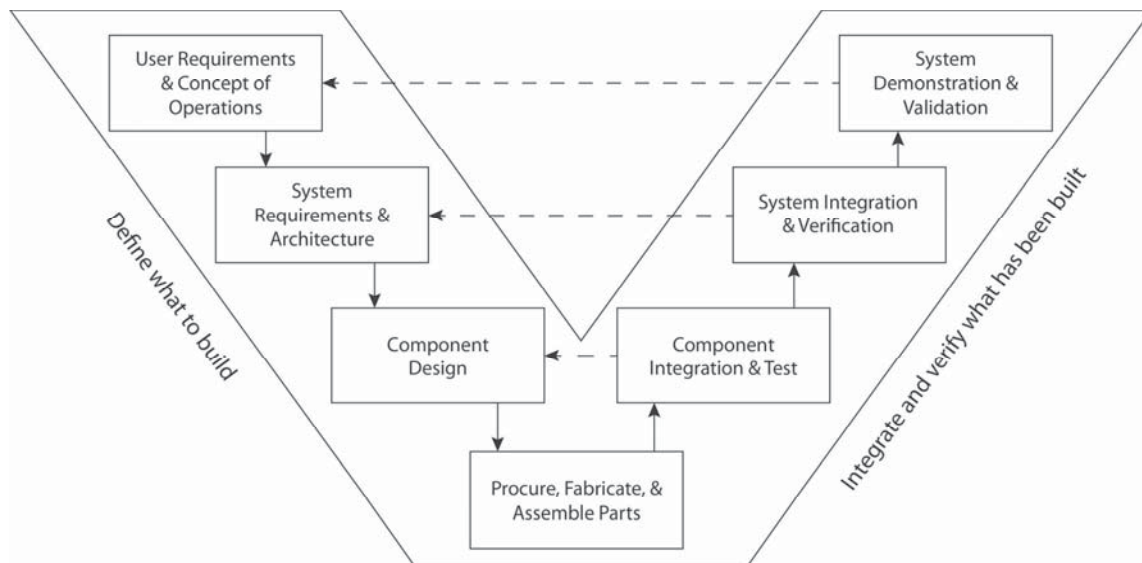 User Requirements
& Concept of
Operations
System
Demonstration &
Validation
System
Requirements &
Architecture
System Integration
& Verification
Component
Design
Component
Integration & Test
Procure, Fabricate, &
Assemble Parts
Define what to build
Integrate and verify what has been built